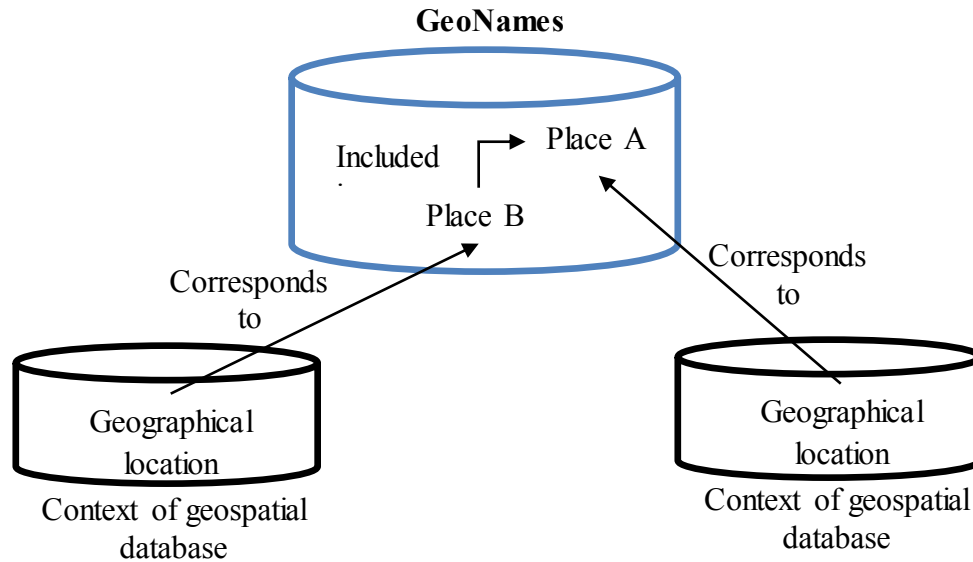 GeoNames
Place A
Included
Place B
Corresponds
to
Corresponds
to
Geographical
location
Context of geospatial
database
Geographical
location
Context of geospatial
database